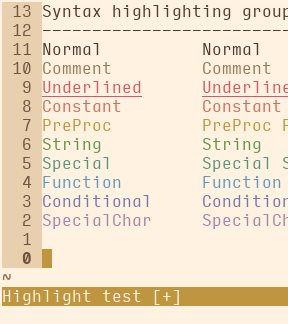 13 Syntax highlighting group
12 ------------------------------
11 Normal Normal
10 Comment Comment
9 Underlined Underline
8 Constant Constant
7 PreProc PreProc F
6 String String
5 Special Special S
4 Function Function
3 Conditional Condition
2 SpecialChar SpecialCh
1
0
~
Highlight test [+]